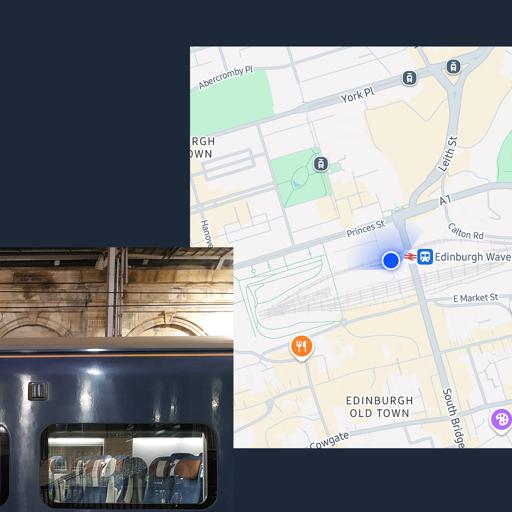 Abercromby Pl
York Pl
RGH
OWN
Leith St
A1
Hanove
Princes St
Calton Rd
Edinburgh Wave
E Market St
EDINBURGH
OLD TOWN
South Bridge
Cowgate